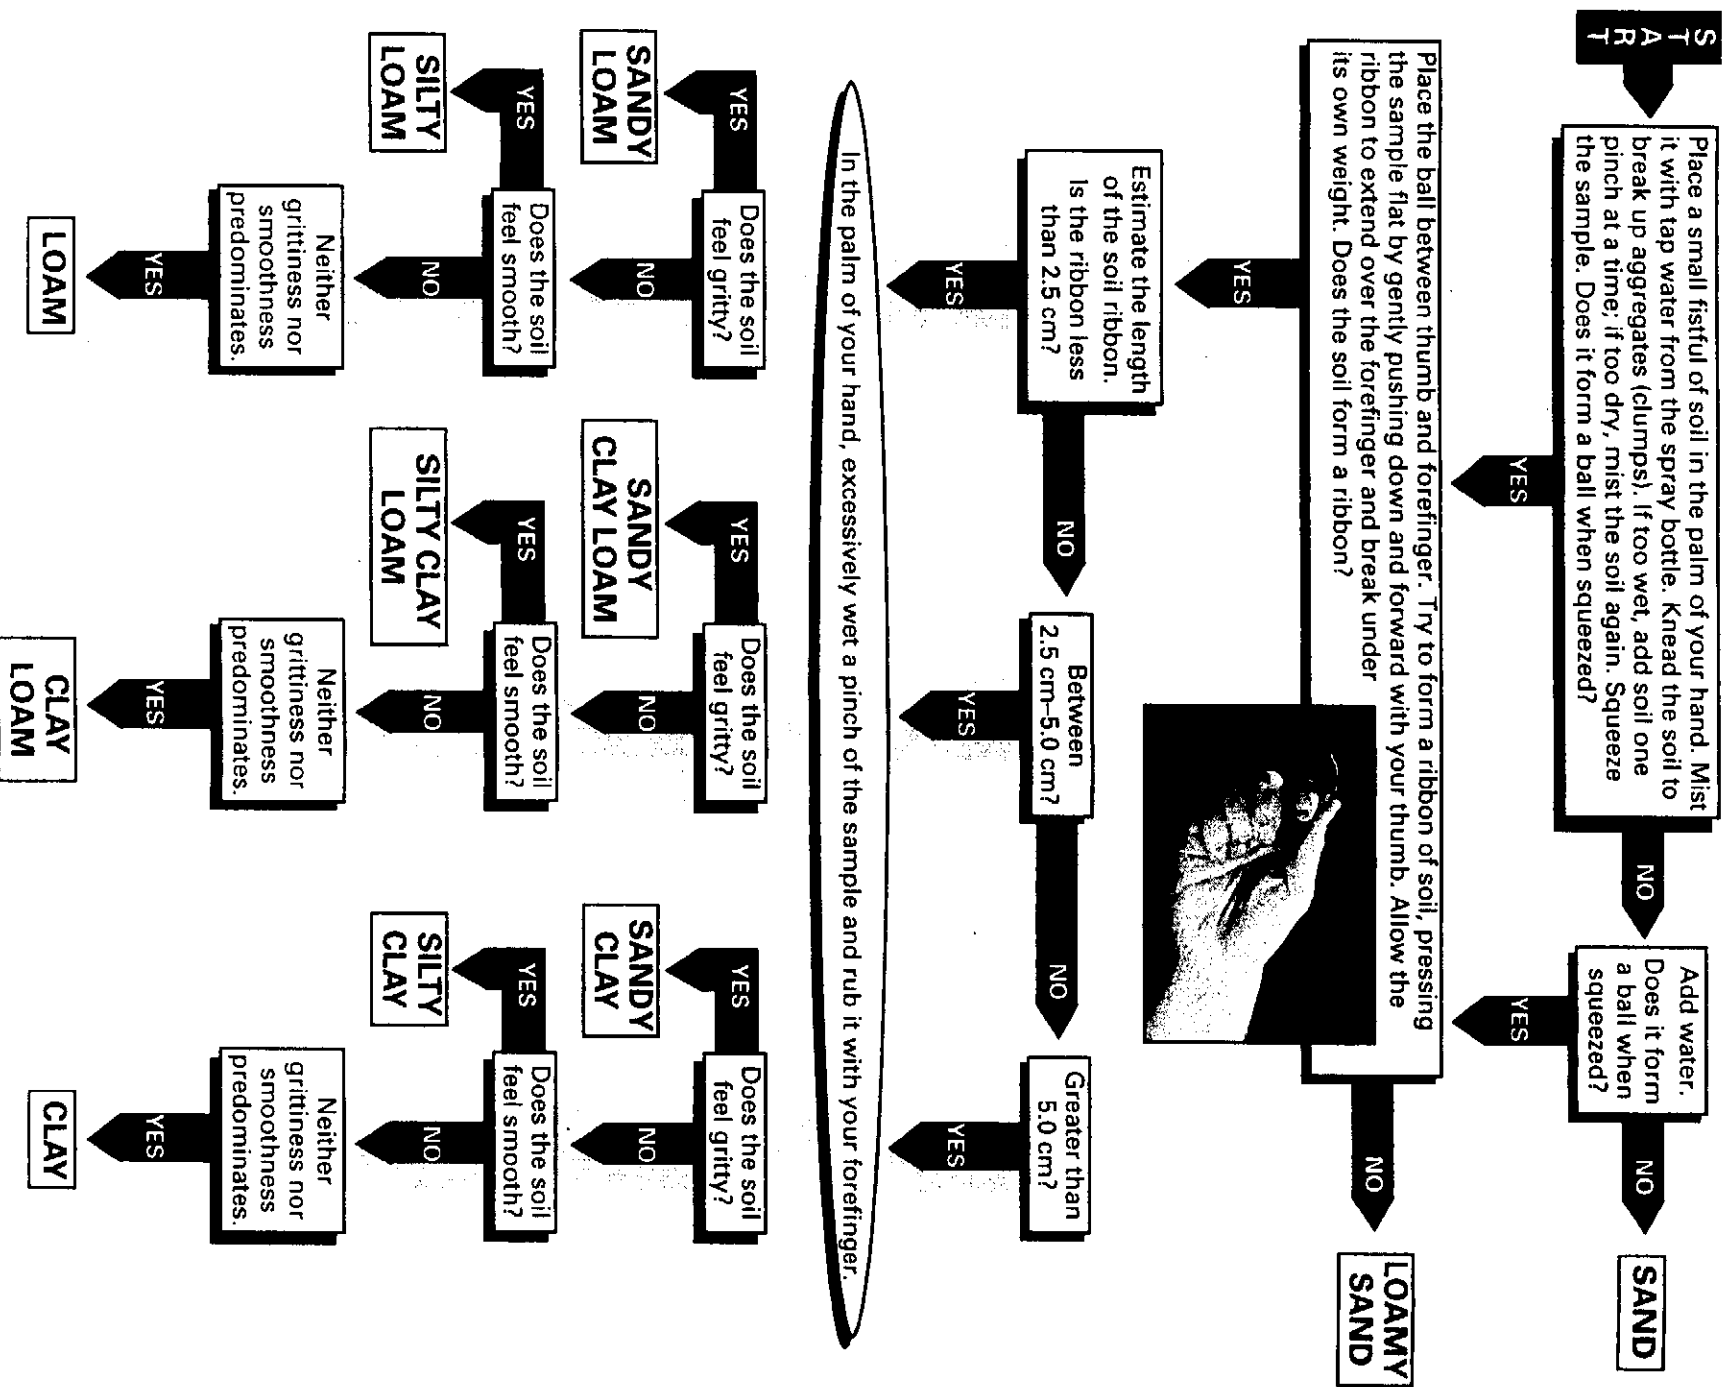 START
Place a small fistful of soil in the palm of your hand. Mist
it with tap water from the spray bottle. Knead the soil to
break up aggregates (clumps). If too wet, add soil one
pinch at a time; if too dry, mist the soil again. Squeeze
the sample. Does it form a ball when squeezed?
NO
Add water.
Does it form
a ball when
squeezed?
NO
SAND
YES
YES
Place the ball between thumb and forefinger. Try to form a ribbon of soil, pressing
the sample flat by gently pushing down and forward with your thumb. Allow the
ribbon to extend over the forefinger and break under
its own weight. Does the soil form a ribbon?
NO
LOAMY
SAND
YES
Estimate the length
of the soil ribbon.
Is the ribbon less
than 2.5 cm?
NO
Between
2.5 cm–5.0 cm?
NO
Greater than
5.0 cm?
YES
YES
YES
In the palm of your hand, excessively wet a pinch of the sample and rub it with your forefinger.
YES
Does the soil
feel gritty?
YES
Does the soil
feel gritty?
YES
Does the soil
feel gritty?
SANDY
LOAM
NO
SANDY
CLAY LOAM
NO
SANDY
CLAY
NO
YES
Does the soil
feel smooth?
YES
Does the soil
feel smooth?
YES
Does the soil
feel smooth?
SILTY
LOAM
NO
SILTY CLAY
LOAM
NO
SILTY
CLAY
NO
Neither
grittiness nor
smoothness
predominates.
Neither
grittiness nor
smoothness
predominates.
Neither
grittiness nor
smoothness
predominates.
YES
YES
YES
LOAM
CLAY
LOAM
CLAY